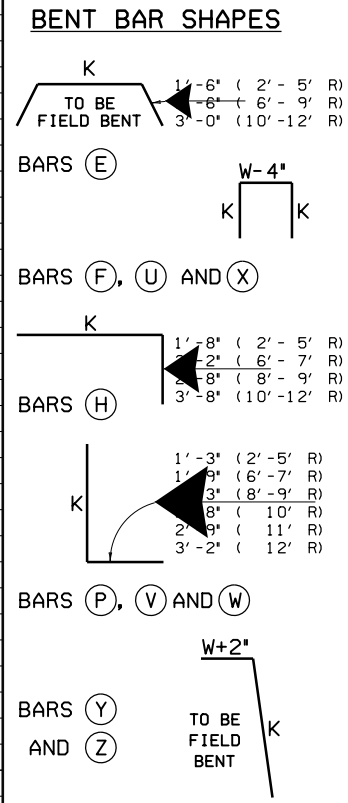 BENT BAR SHAPES
K
1'-6" ( 2'- 5' R)
-6" ( 6'- 9' R)
3'-0" (10'-12' R)
TO BE
FIELD BENT
BARS E
W-4"
K K
BARS F, U AND X
K
1'-8" ( 2'- 5' R)
-2" ( 6'- 7' R)
-8" ( 8'- 9' R)
3'-8" (10'-12' R)
BARS H
K
1'-3" (2'-5' R)
1'-9" (6'-7' R)
3" (8'-9' R)
8" ( 10' R)
2'-9" ( 11' R)
3'-2" ( 12' R)
BARS P, V AND W
W+2"
BARS Y
AND Z
TO BE
FIELD
BENT
K